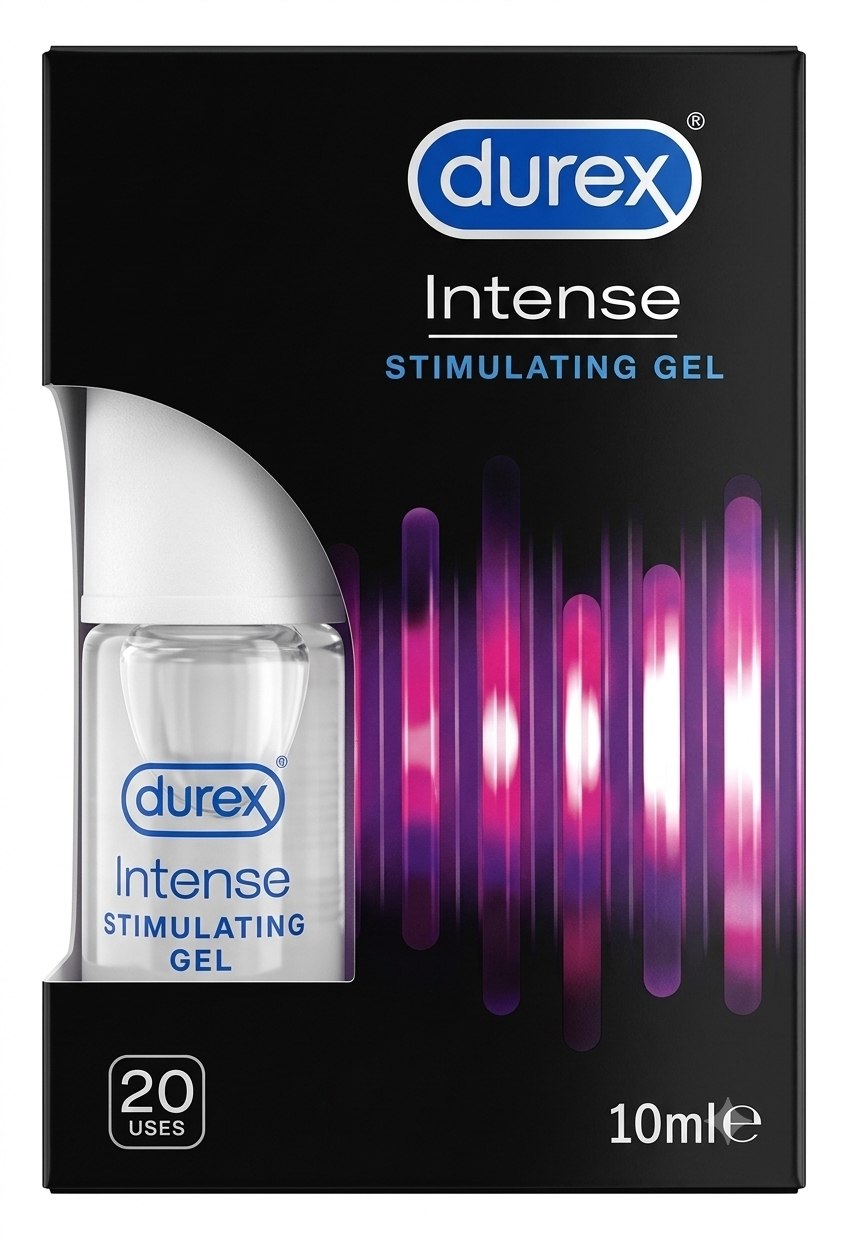 durex®
Intense
STIMULATING GEL
durex®
Intense
STIMULATING
GEL
20
USES
10ml℮